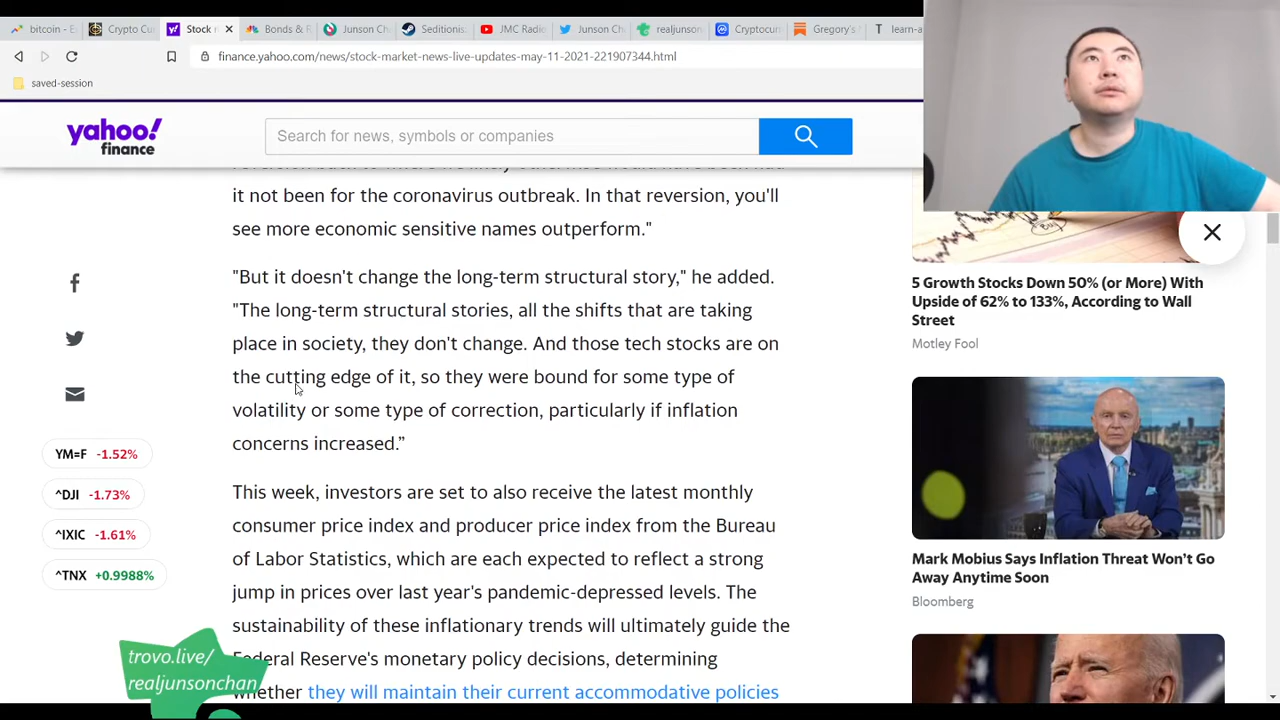 bitcoin - E
Crypto Cu
Stock n
Bonds & R
Junson Ch
Seditionis
JMC Radio
Junson Ch
realjunson
Cryptocur
Gregory's
learn-a
finance.yahoo.com/news/stock-market-news-live-updates-may-11-2021-221907344.html
saved-session
yahoo!
finance
Search for news, symbols or companies
it not been for the coronavirus outbreak. In that reversion, you'll
see more economic sensitive names outperform."
"But it doesn't change the long-term structural story," he added.
"The long-term structural stories, all the shifts that are taking
place in society, they don't change. And those tech stocks are on
the cutting edge of it, so they were bound for some type of
volatility or some type of correction, particularly if inflation
concerns increased.”
This week, investors are set to also receive the latest monthly
consumer price index and producer price index from the Bureau
of Labor Statistics, which are each expected to reflect a strong
jump in prices over last year's pandemic-depressed levels. The
sustainability of these inflationary trends will ultimately guide the
Federal Reserve's monetary policy decisions, determining
whether they will maintain their current accommodative policies
YM=F -1.52%
^DJI -1.73%
^IXIC -1.61%
^TNX +0.9988%
trovo.live/
realjunsonchan
5 Growth Stocks Down 50% (or More) With
Upside of 62% to 133%, According to Wall
Street
Motley Fool
Mark Mobius Says Inflation Threat Won’t Go
Away Anytime Soon
Bloomberg